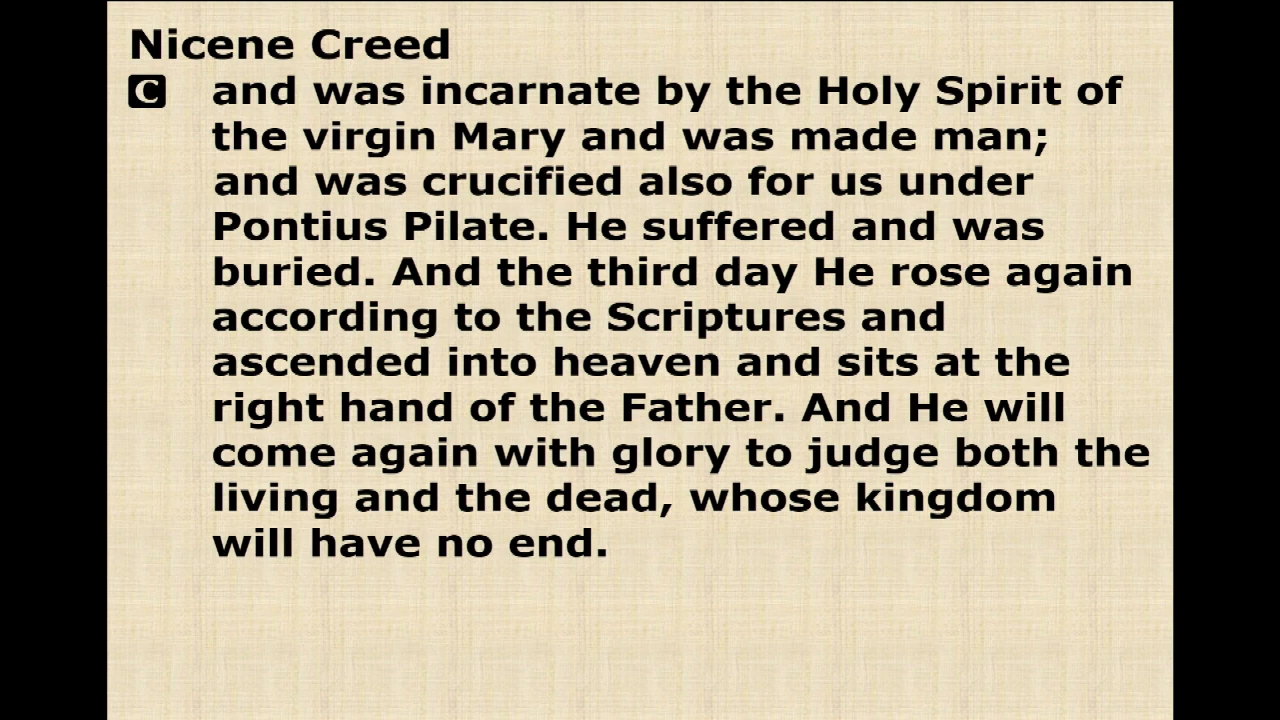 Nicene Creed
C and was incarnate by the Holy Spirit of
the virgin Mary and was made man;
and was crucified also for us under
Pontius Pilate. He suffered and was
buried. And the third day He rose again
according to the Scriptures and
ascended into heaven and sits at the
right hand of the Father. And He will
come again with glory to judge both the
living and the dead, whose kingdom
will have no end.